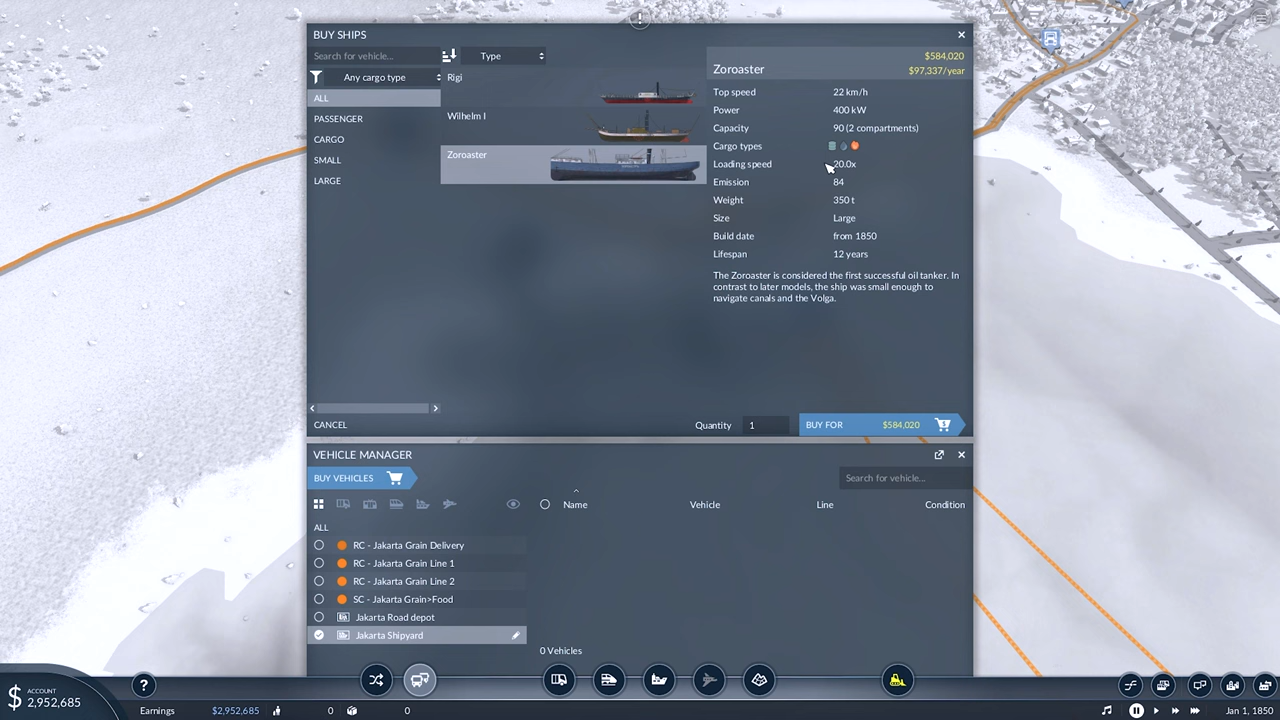 BUY SHIPS
Search for vehicle...
Type
Any cargo type
ALL
PASSENGER
CARGO
SMALL
LARGE
Rigi
Wilhelm I
Zoroaster
$584,020
Zoroaster
$97,337/year
Top speed 22 km/h
Power 400 kW
Capacity 90 (2 compartments)
Cargo types
Loading speed 20.0x
Emission 84
Weight 350 t
Size Large
Build date from 1850
Lifespan 12 years
The Zoroaster is considered the first successful oil tanker. In
contrast to later models, the ship was small enough to
navigate canals and the Volga.
CANCEL
Quantity 1
BUY FOR $584,020
VEHICLE MANAGER
BUY VEHICLES
Search for vehicle...
Name Vehicle Line Condition
ALL
RC - Jakarta Grain Delivery
RC - Jakarta Grain Line 1
RC - Jakarta Grain Line 2
SC - Jakarta Grain>Food
Jakarta Road depot
Jakarta Shipyard
0 Vehicles
?
$ ACCOUNT
2,952,685
Earnings $2,952,685 0 0
Jan 1, 1850